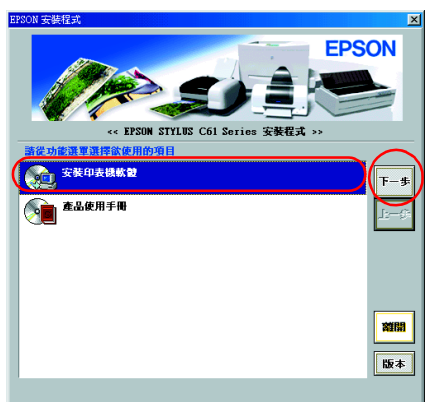 EPSON 安裝程式
EPSON
<< EPSON STYLUS C61 Series 安裝程式 >>
請從功能選單選擇欲使用的項目
安裝印表機軟體
下一步
上一步
產品使用手冊
離開
版本